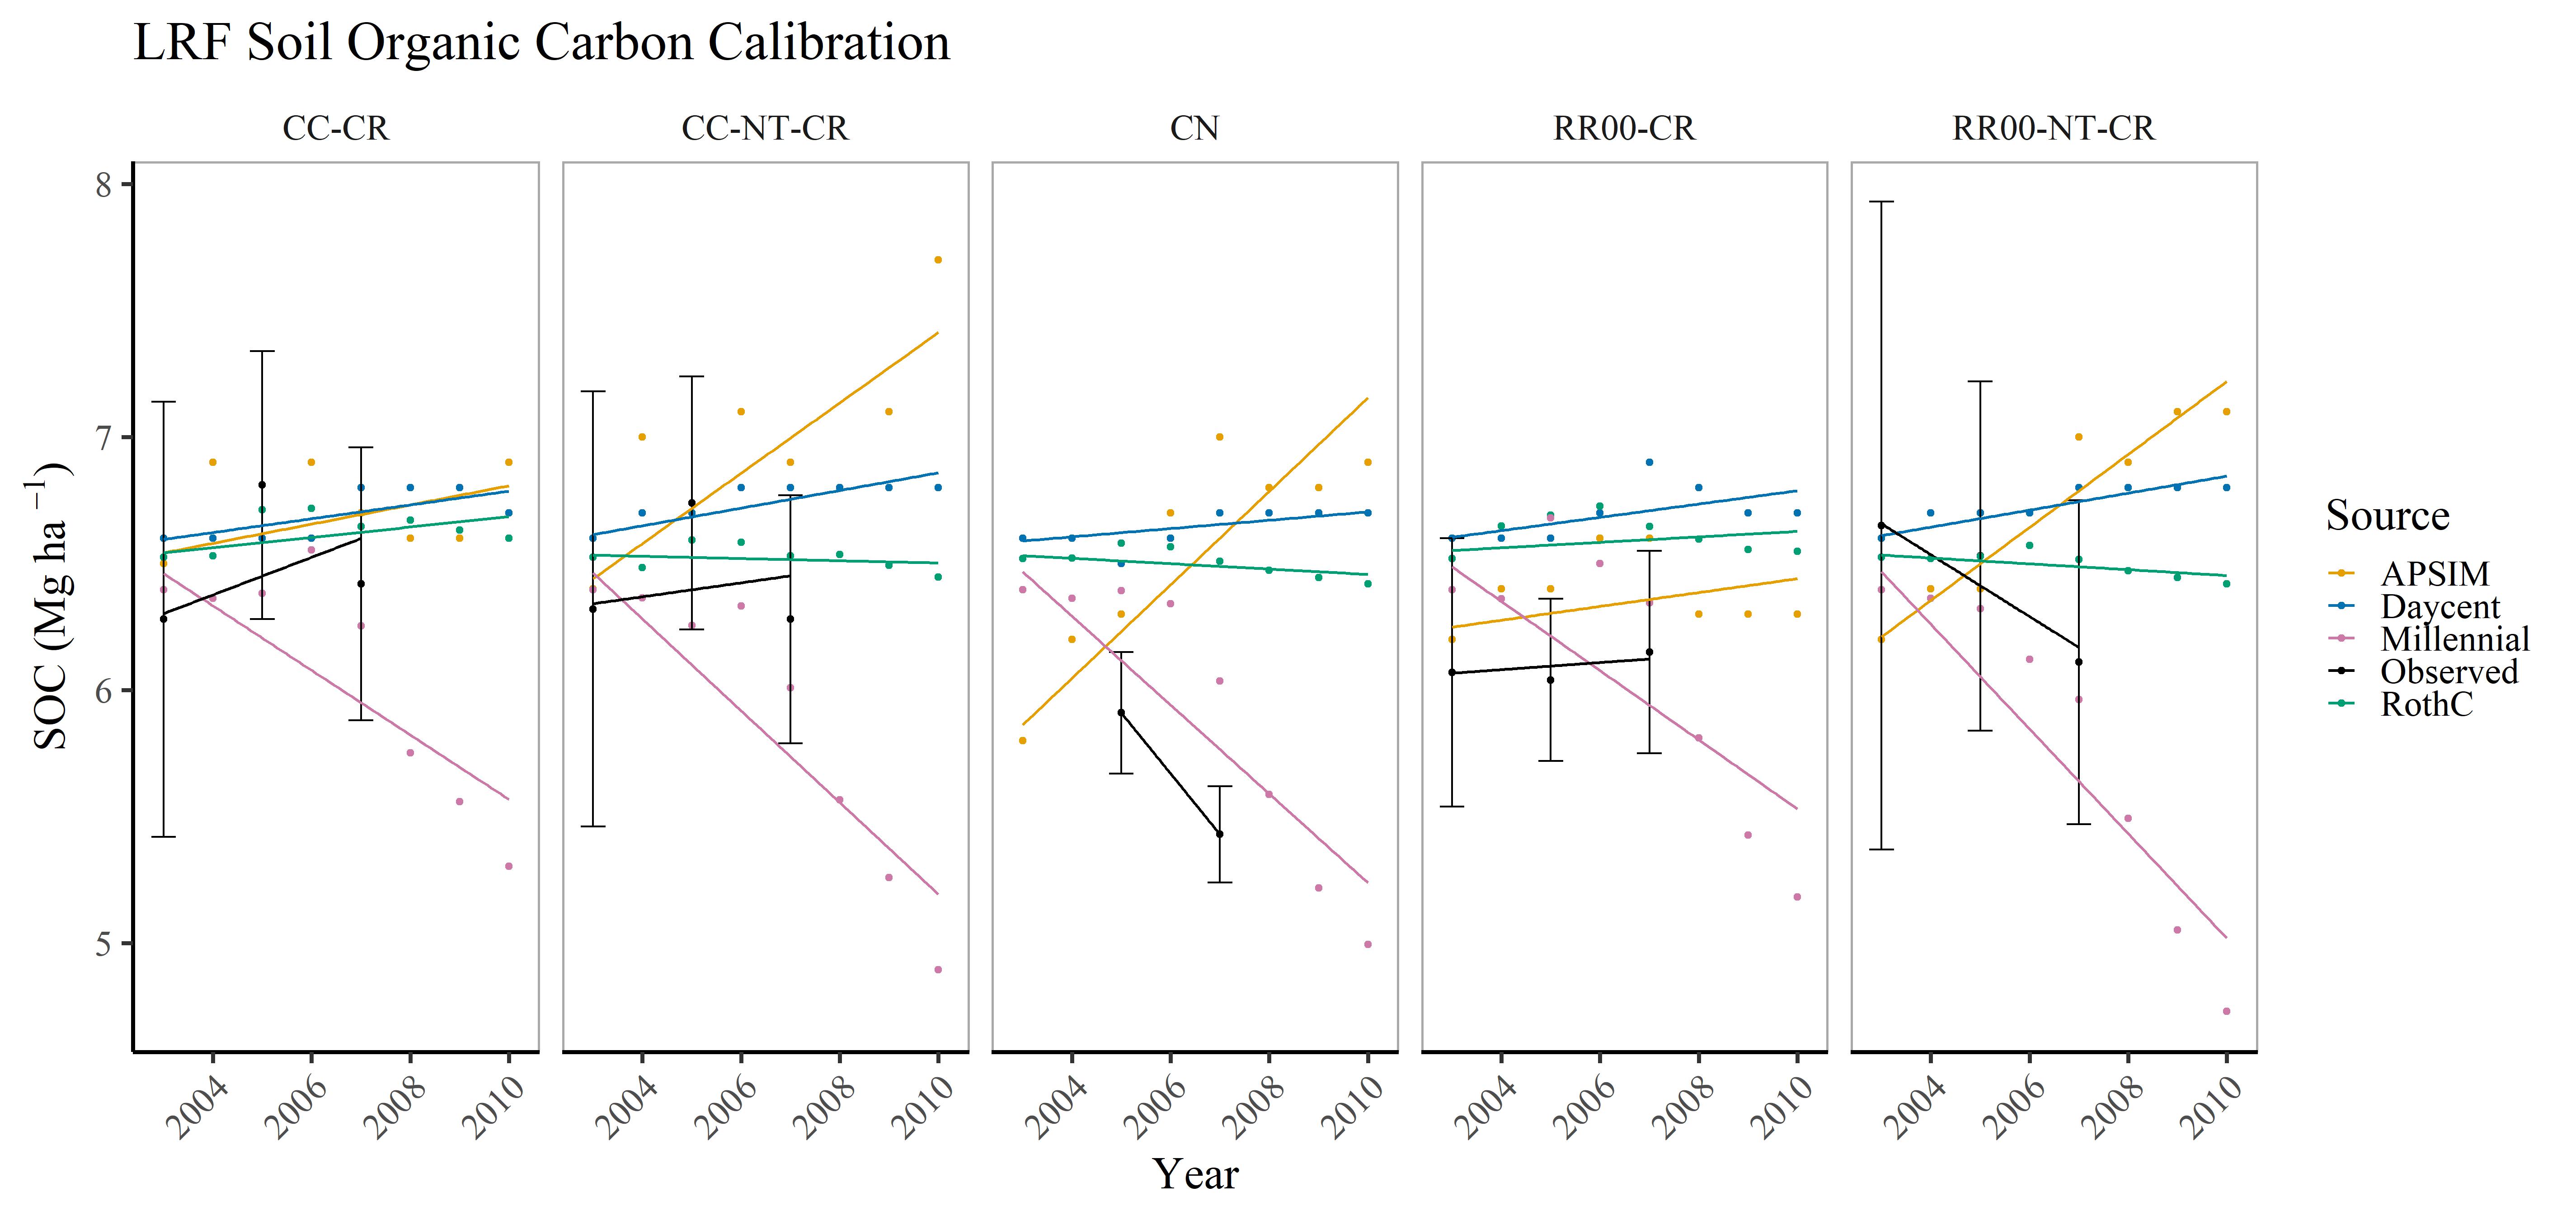 LRF Soil Organic Carbon Calibration
CC-CR
CC-NT-CR
CN
RR00-CR
RR00-NT-CR
SOC (Mg ha⁻¹)
8
7
6
5
2004 2006 2008 2010
2004 2006 2008 2010
2004 2006 2008 2010
2004 2006 2008 2010
2004 2006 2008 2010
Year
Source
APSIM
Daycent
Millennial
Observed
RothC